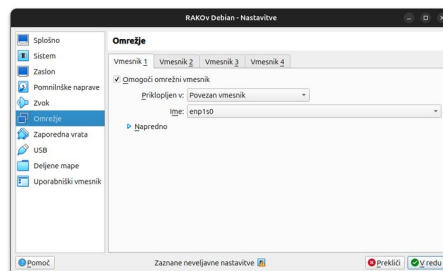 RAKOv Debian - Nastavitve
Splošno
Sistem
Zaslon
Pomnilniške naprave
Zvok
Omrežje
Zaporedna vrata
USB
Deljene mape
Uporabniški vmesnik
Omrežje
Vmesnik 1 Vmesnik 2 Vmesnik 3 Vmesnik 4
Omogoči omrežni vmesnik
Priklopljen v: Povezan vmesnik
Ime: enp1s0
Napredno
Pomoč Zaznane neveljavne nastavitve Prekliči V redu